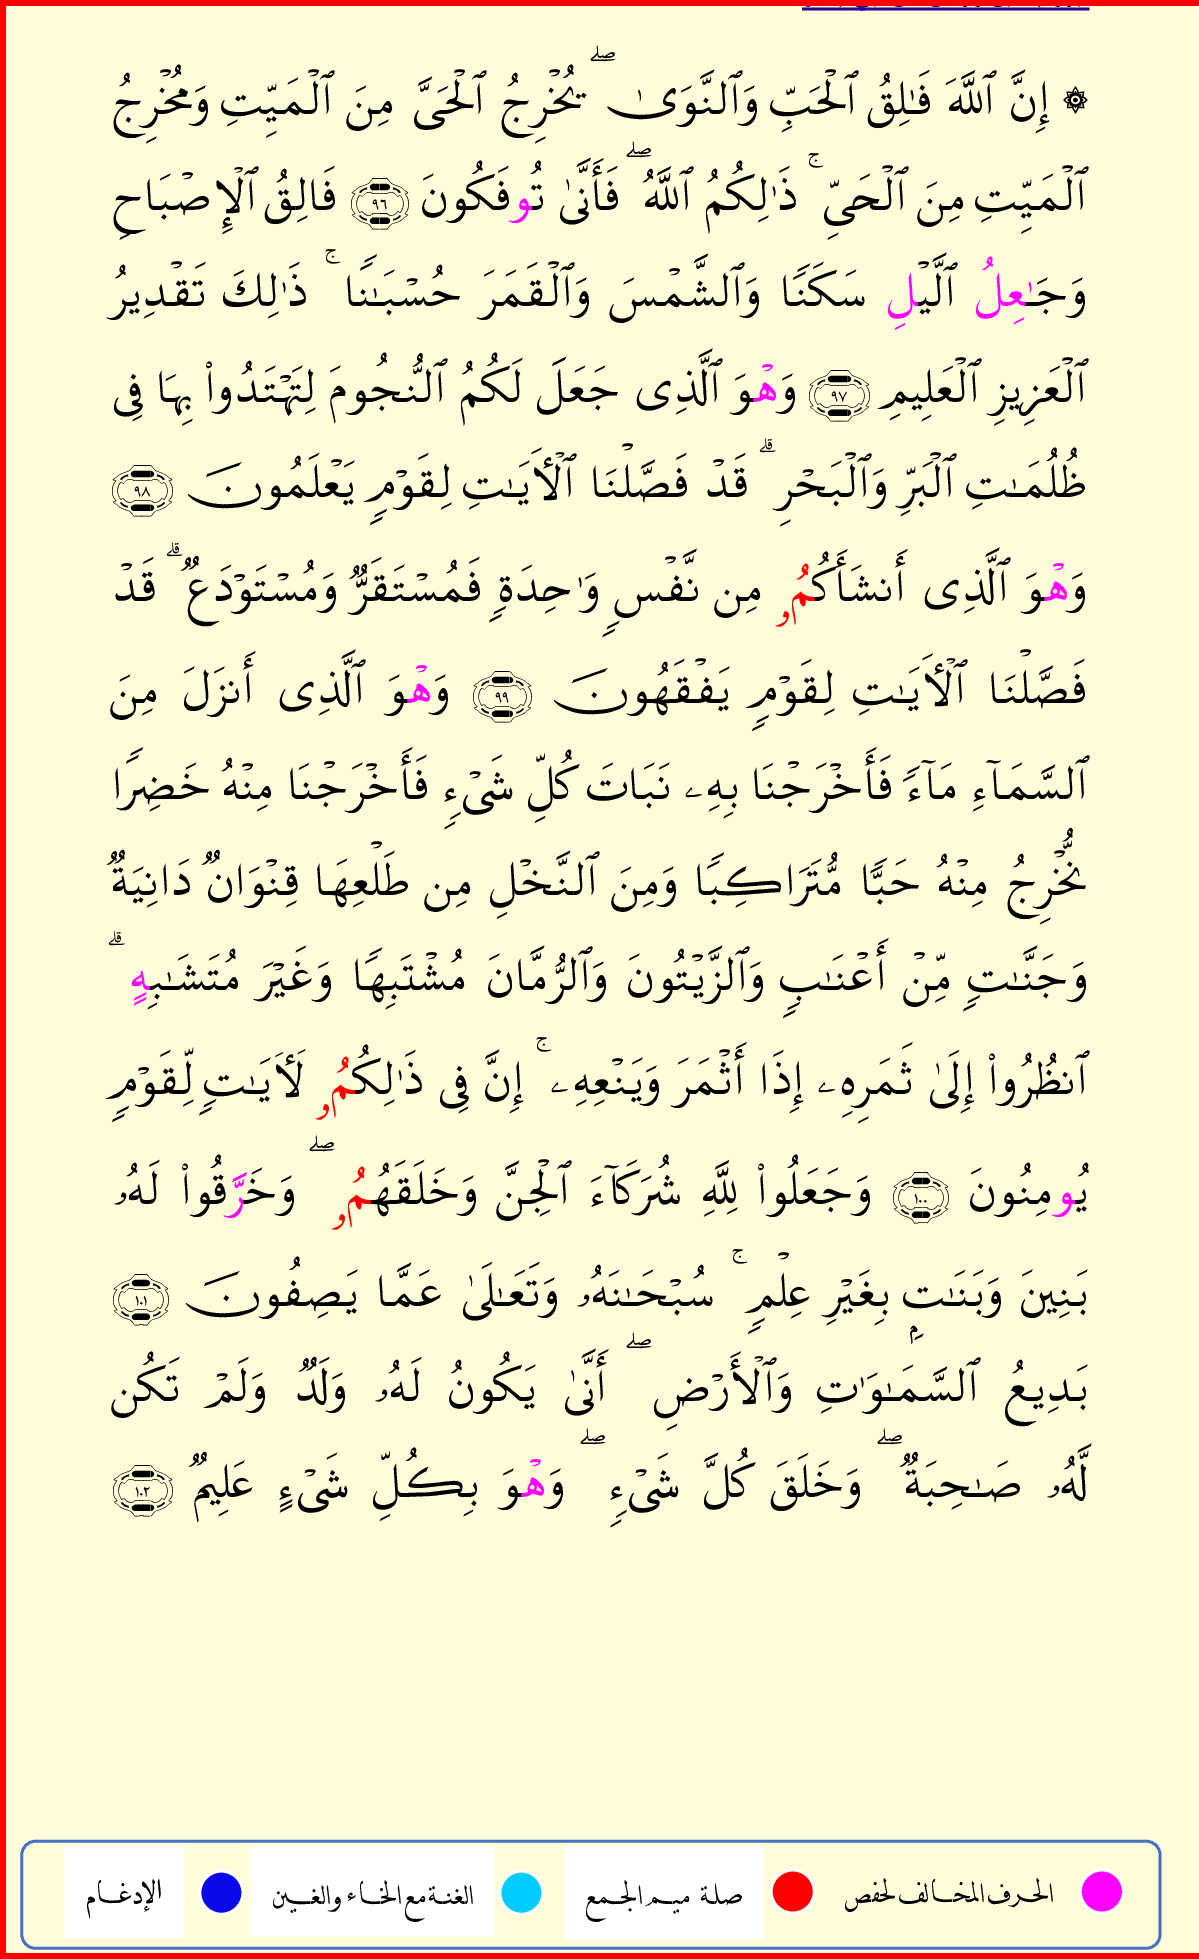 ۞ إِنَّ ٱللَّهَ فَـٰلِقُ ٱلْحَبِّ وَٱلنَّوَىٰ ۖ يُخْرِجُ ٱلْحَىَّ مِنَ ٱلْمَيِّتِ وَمُخْرِجُ
ٱلْمَيِّتِ مِنَ ٱلْحَىِّ ۚ ذَٰلِكُمُ ٱللَّهُ ۖ فَأَنَّىٰ تُوفَكُونَ ٩٦ فَالِقُ ٱلْإِصْبَاحِ
وَجَـٰعِلُ ٱلَّيْلِ سَكَنًا وَٱلشَّمْسَ وَٱلْقَمَرَ حُسْبَـٰنًا ۚ ذَٰلِكَ تَقْدِيرُ
ٱلْعَزِيزِ ٱلْعَلِيمِ ٩٧ وَهْوَ ٱلَّذِى جَعَلَ لَكُمُ ٱلنُّجُومَ لِتَهْتَدُوا۟ بِهَا فِى
ظُلُمَـٰتِ ٱلْبَرِّ وَٱلْبَحْرِ ۗ قَدْ فَصَّلْنَا ٱلْأَيَـٰتِ لِقَوْمٍ يَعْلَمُونَ ٩٨
وَهْوَ ٱلَّذِى أَنشَأَكُمُۥ مِن نَّفْسٍ وَٰحِدَةٍ فَمُسْتَقَرٌّ وَمُسْتَوْدَعٌ ۗ قَدْ
فَصَّلْنَا ٱلْأَيَـٰتِ لِقَوْمٍ يَفْقَهُونَ ٩٩ وَهْوَ ٱلَّذِى أَنزَلَ مِنَ
ٱلسَّمَآءِ مَآءً فَأَخْرَجْنَا بِهِۦ نَبَاتَ كُلِّ شَىْءٍ فَأَخْرَجْنَا مِنْهُ خَضِرًا
نُّخْرِجُ مِنْهُ حَبًّا مُّتَرَاكِبًا وَمِنَ ٱلنَّخْلِ مِن طَلْعِهَا قِنْوَانٌ دَانِيَةٌ
وَجَنَّـٰتٍ مِّنْ أَعْنَـٰبٍ وَٱلزَّيْتُونَ وَٱلرُّمَّانَ مُشْتَبِهًا وَغَيْرَ مُتَشَـٰبِهٍ ۗ
ٱنظُرُوا۟ إِلَىٰ ثَمَرِهِۦ إِذَا أَثْمَرَ وَيَنْعِهِۦ ۚ إِنَّ فِى ذَٰلِكُمُۥ لَأَيَـٰتٍ لِّقَوْمٍ
يُومِنُونَ ١٠٠ وَجَعَلُوا۟ لِلَّهِ شُرَكَآءَ ٱلْجِنَّ وَخَلَقَهُمُۥ ۖ وَخَرَّقُوا۟ لَهُۥ
بَنِينَ وَبَنَـٰتٍۭ بِغَيْرِ عِلْمٍ ۚ سُبْحَـٰنَهُۥ وَتَعَـٰلَىٰ عَمَّا يَصِفُونَ ١٠١
بَدِيعُ ٱلسَّمَـٰوَٰتِ وَٱلْأَرْضِ ۖ أَنَّىٰ يَكُونُ لَهُۥ وَلَدٌ وَلَمْ تَكُن
لَّهُۥ صَـٰحِبَةٌ ۖ وَخَلَقَ كُلَّ شَىْءٍ ۖ وَهْوَ بِكُلِّ شَىْءٍ عَلِيمٌ ١٠٢
الحرف المخالف لحفص صلة ميم الجمع الغنة مع الخاء والغين الإدغام